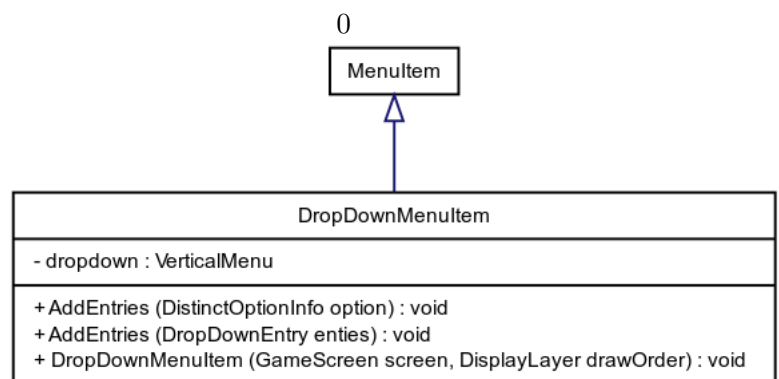 0
MenuItem
DropDownMenuItem
- dropdown : VerticalMenu
+ AddEntries (DistinctOptionInfo option) : void
+ AddEntries (DropDownEntry enties) : void
+ DropDownMenuItem (GameScreen screen, DisplayLayer drawOrder) : void